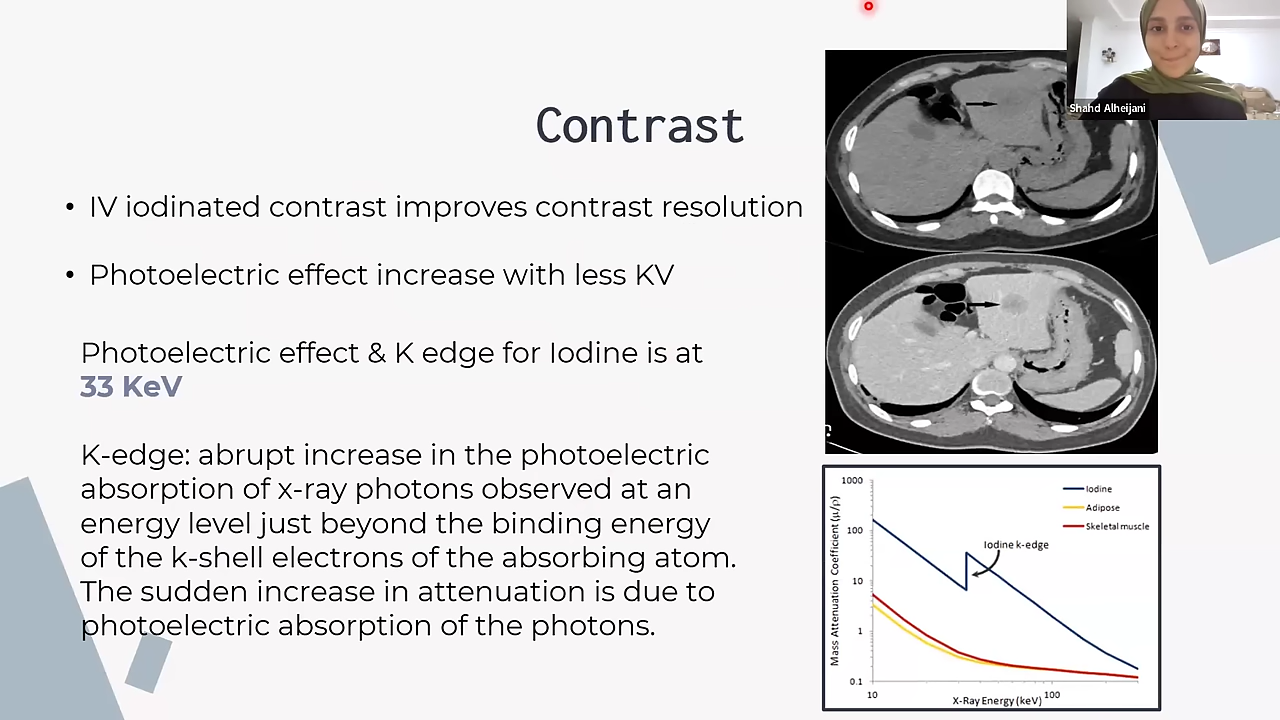 Shahd Alheijani
Contrast
• IV iodinated contrast improves contrast resolution
• Photoelectric effect increase with less KV
Photoelectric effect & K edge for Iodine is at
33 KeV
K-edge: abrupt increase in the photoelectric
absorption of x-ray photons observed at an
energy level just beyond the binding energy
of the k-shell electrons of the absorbing atom.
The sudden increase in attenuation is due to
photoelectric absorption of the photons.
Mass Attenuation Coefficient (μ/ρ)
1000
100
10
1
0.1
10
100
X-Ray Energy (keV)
Iodine
Adipose
Skeletal muscle
Iodine k-edge